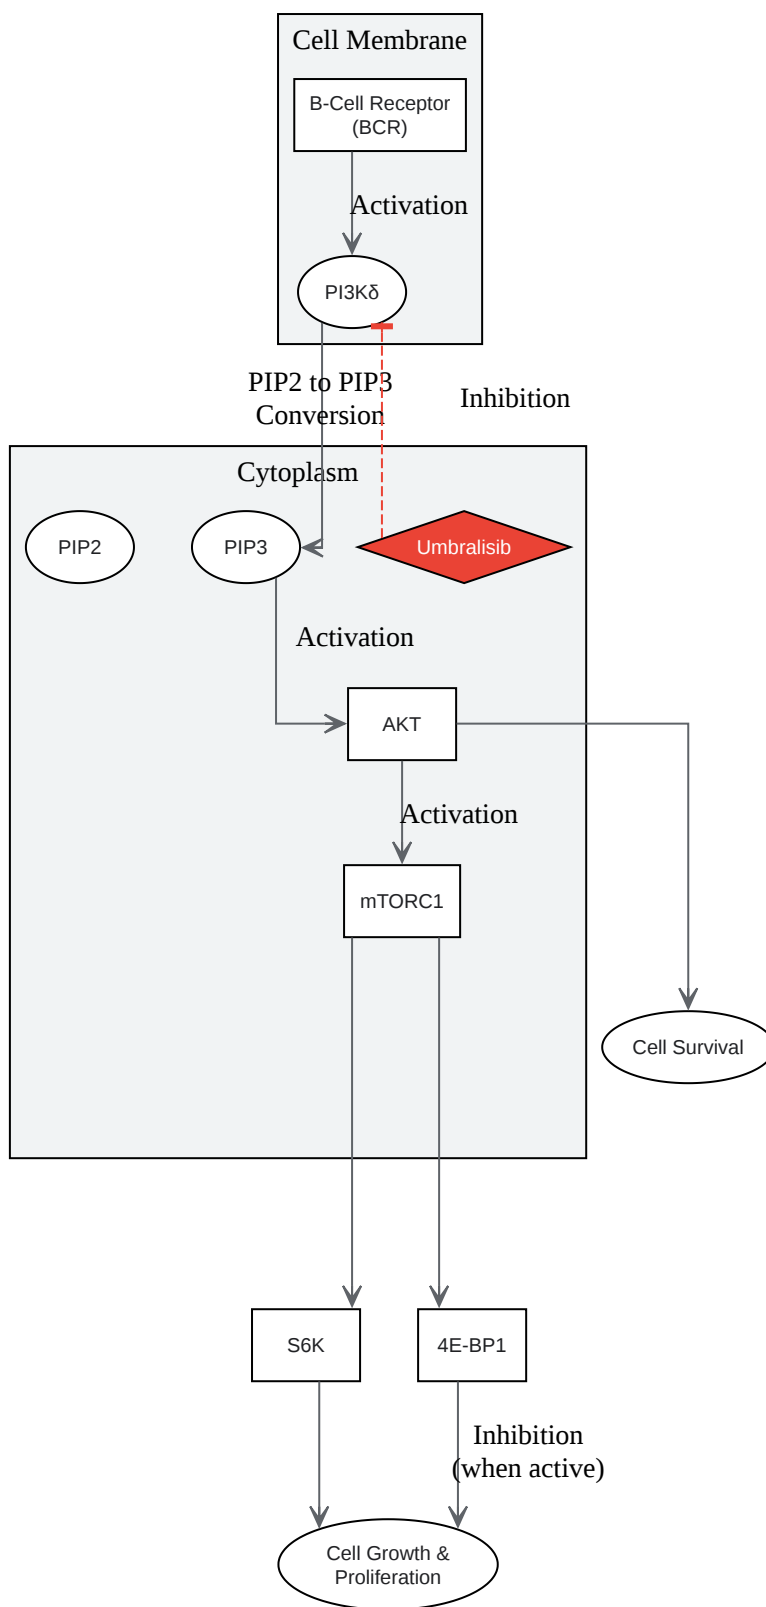 Cell Membrane
B-Cell Receptor
(BCR)
Activation
PI3Kδ
PIP2 to PIP3
Conversion
Inhibition
Cytoplasm
PIP2
PIP3
Umbralisib
Activation
AKT
Activation
mTORC1
Cell Survival
S6K
4E-BP1
Inhibition
(when active)
Cell Growth &
Proliferation